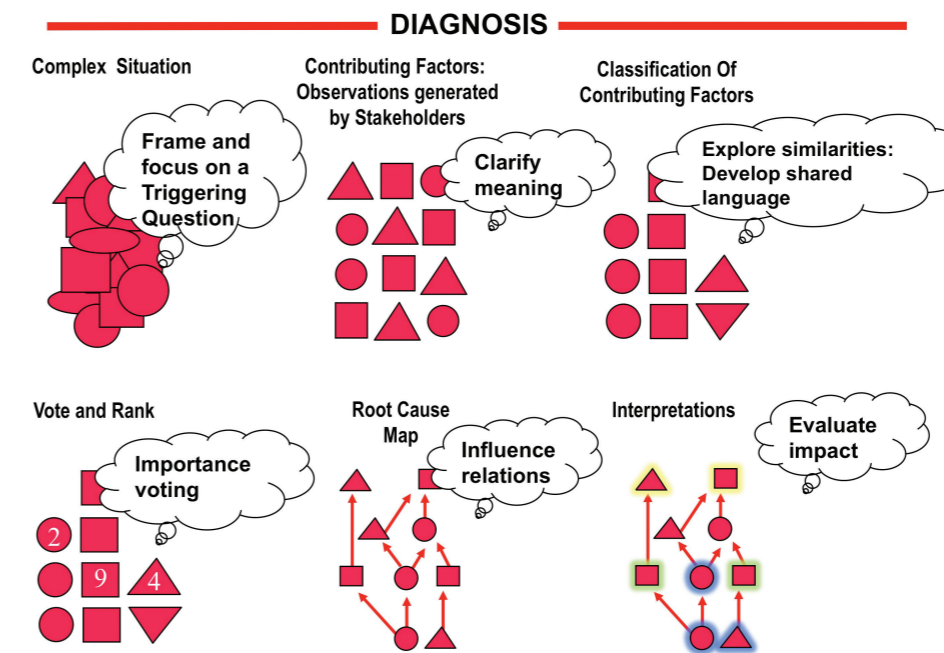 DIAGNOSIS
Complex Situation
Frame and
focus on a
Triggering
Question
Contributing Factors:
Observations generated
by Stakeholders
Clarify
meaning
Classification Of
Contributing Factors
Explore similarities:
Develop shared
language
Vote and Rank
Importance
voting
2
9
4
Root Cause
Map
Influence
relations
Interpretations
Evaluate
impact